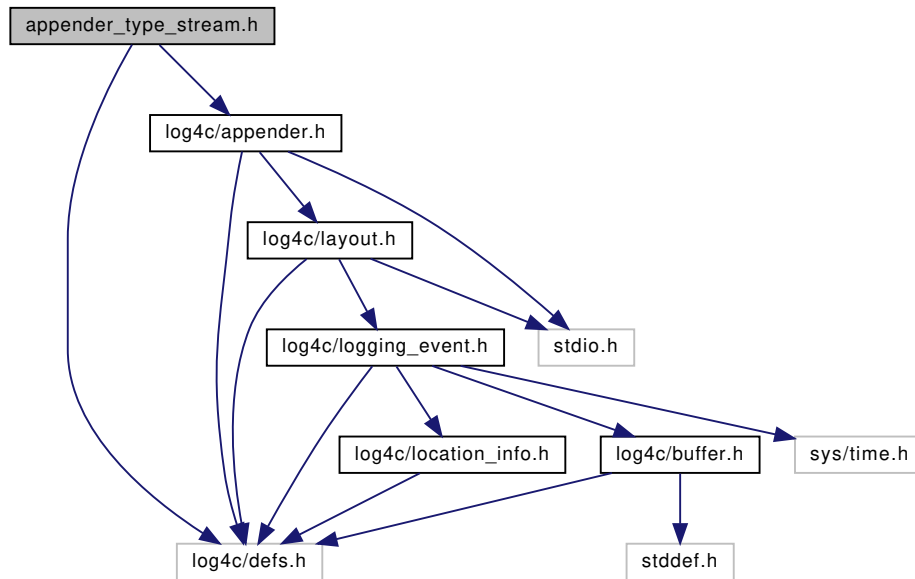 appender_type_stream.h
log4c/appender.h
log4c/layout.h
log4c/logging_event.h
stdio.h
log4c/location_info.h
log4c/buffer.h
sys/time.h
log4c/defs.h
stddef.h